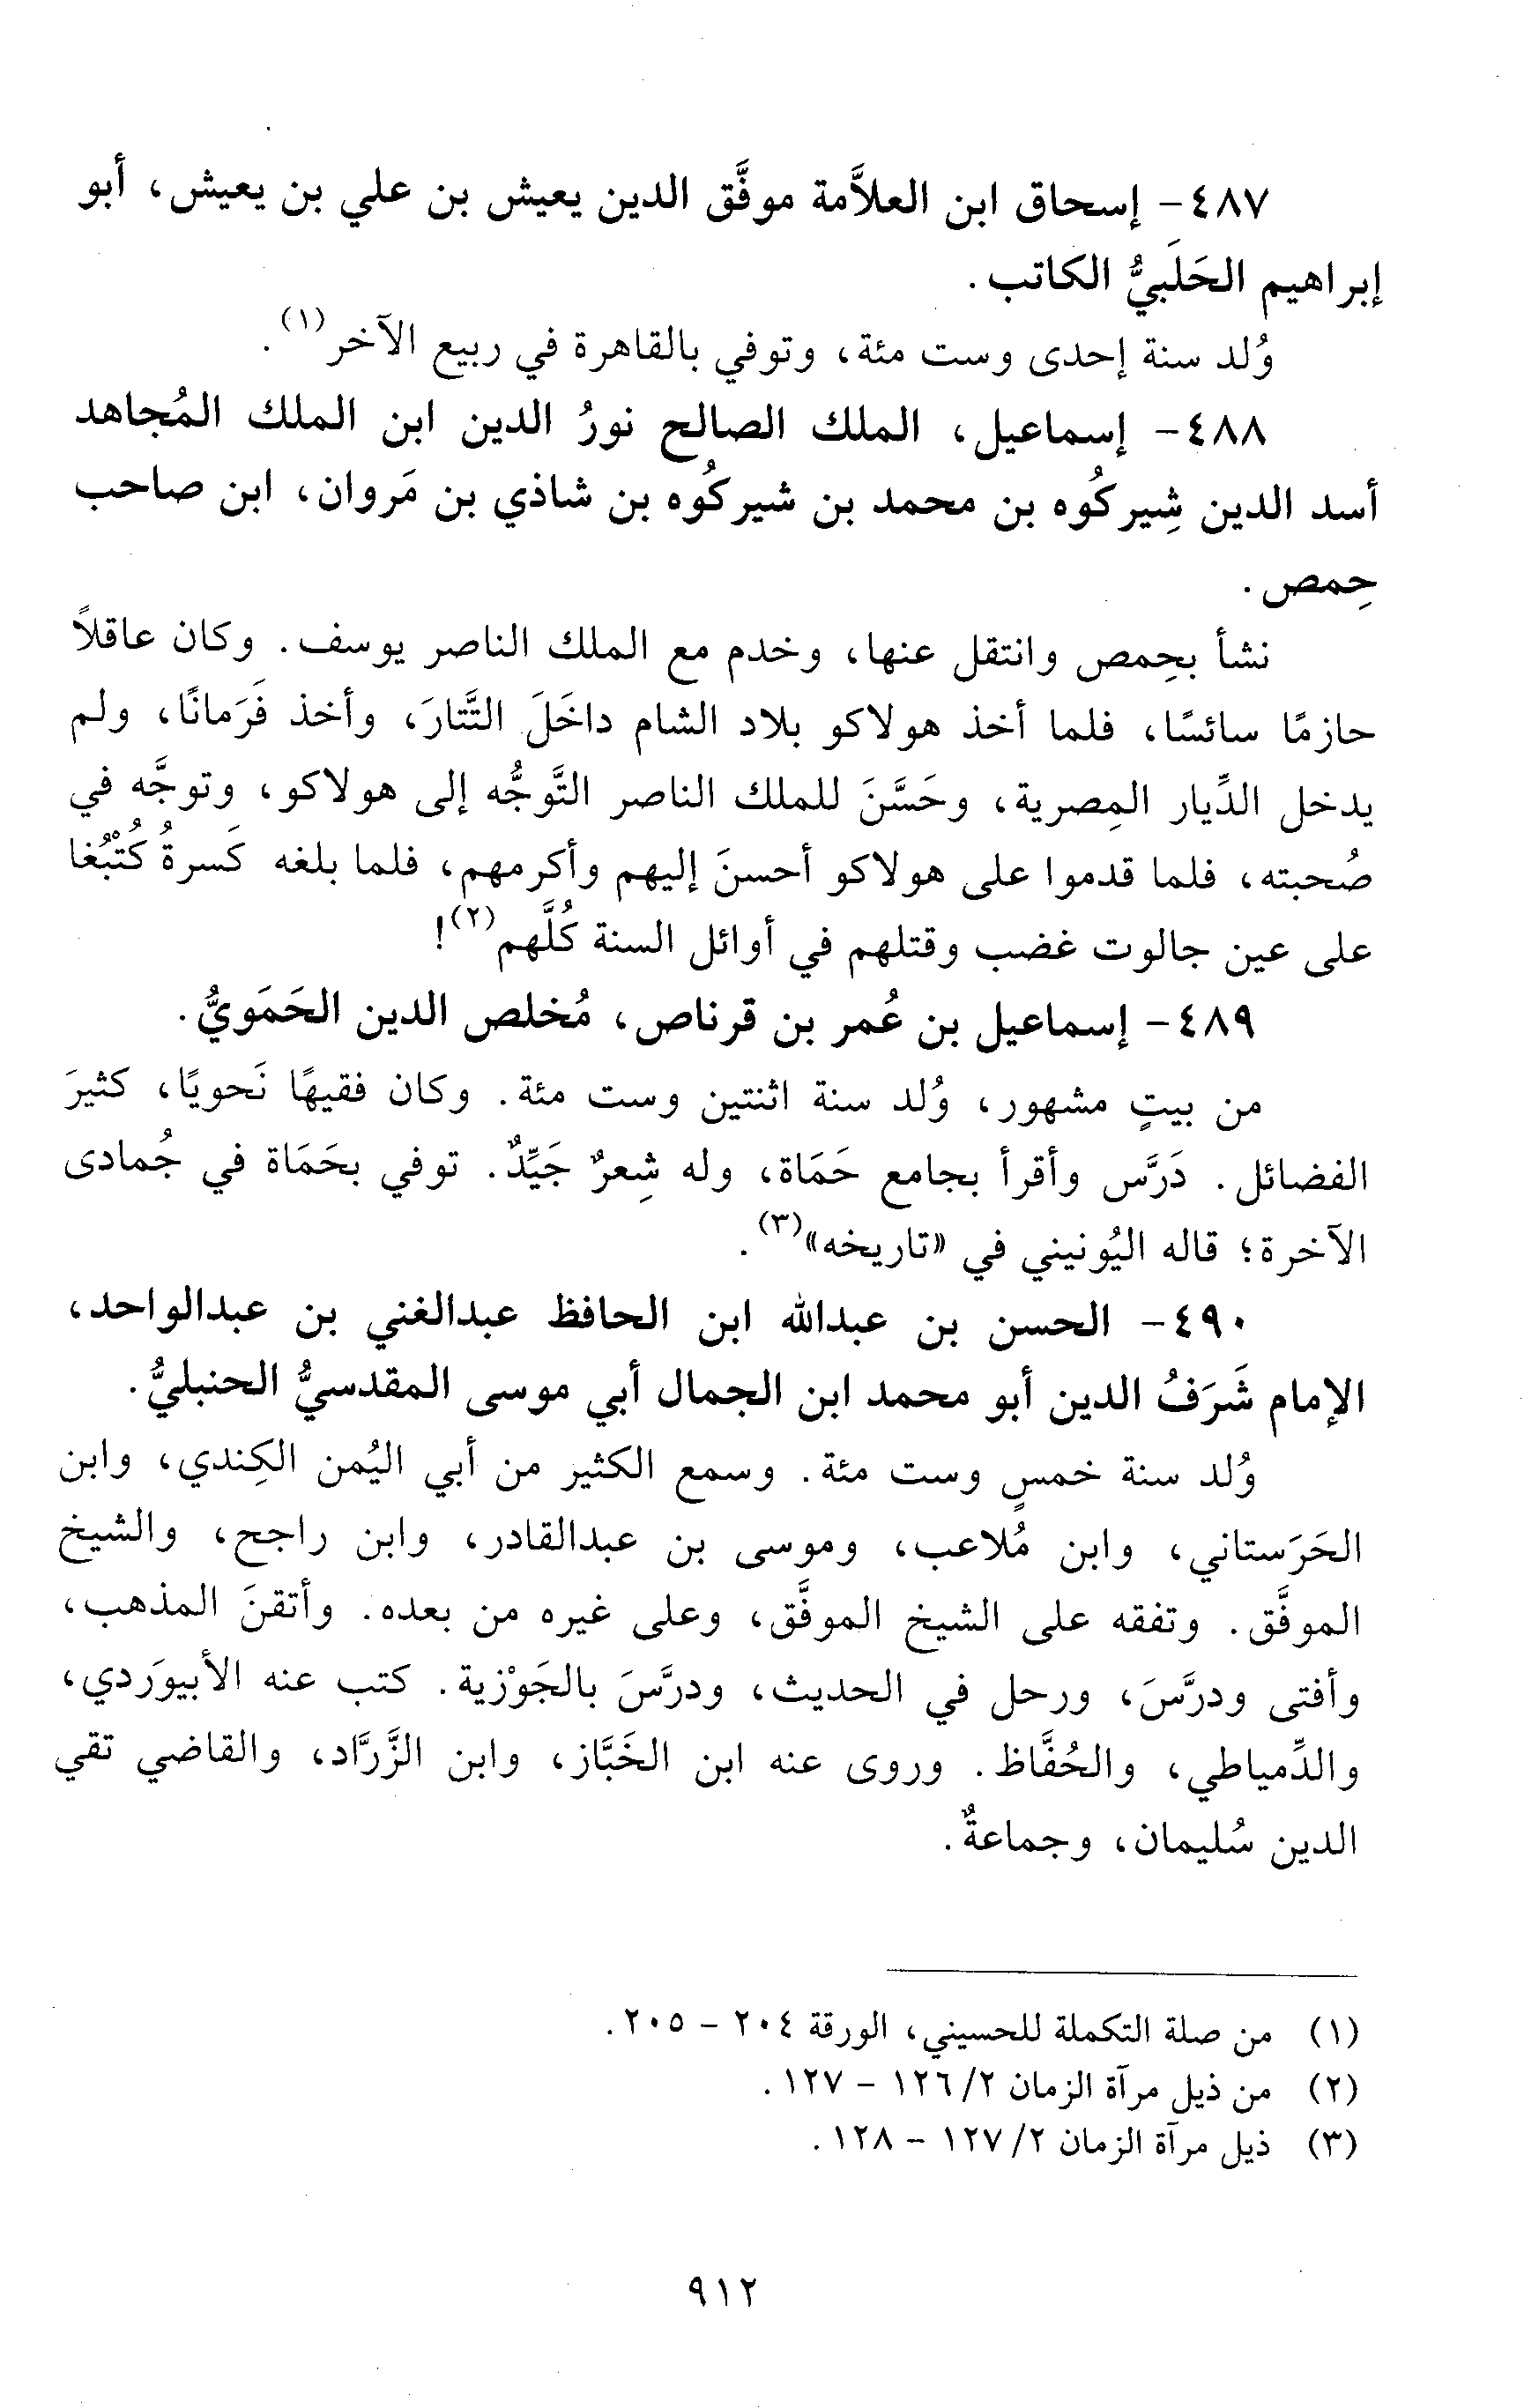 ٤٨٧- إسحاق ابن العلاَّمة موفَّق الدين يعيش بن علي بن يعيش، أبو
إبراهيم الحَلَبيُّ الكاتب.
وُلد سنة إحدى وست مئة، وتوفي بالقاهرة في ربيع الآخر(١).
٤٨٨- إسماعيل، الملك الصالح نورُ الدين ابن الملك المُجاهد
أسد الدين شِيركُوه بن محمد بن شيركُوه بن شاذي بن مَروان، ابن صاحب
حِمص.
نشأ بحِمص وانتقل عنها، وخدم مع الملك الناصر يوسف. وكان عاقلاً
حازمًا سائسًا، فلما أخذ هولاكو بلاد الشام داخَلَ التَّتارَ، وأخذ فَرَمانًا، ولم
يدخل الدِّيار المِصرية، وحَسَّنَ للملك الناصر التَّوجُّه إلى هولاكو، وتوجَّه في
صُحبته، فلما قدموا على هولاكو أحسنَ إليهم وأكرمهم، فلما بلغه كَسرةُ كُتْبُغا
على عين جالوت غضب وقتلهم في أوائل السنة كُلَّهم(٢)!
٤٨٩- إسماعيل بن عُمر بن قرناص، مُخلص الدين الحَمَويُّ.
من بيتٍ مشهور، وُلد سنة اثنتين وست مئة. وكان فقيهًا نَحويًا، كثيرَ
الفضائل. دَرَّس وأقرأ بجامع حَمَاة، وله شِعرٌ جَيِّدٌ. توفي بحَمَاة في جُمادى
الآخرة؛ قاله اليُونيني في «تاريخه»(٣).
٤٩٠- الحسن بن عبدالله ابن الحافظ عبدالغني بن عبدالواحد،
الإمام شَرَفُ الدين أبو محمد ابن الجمال أبي موسى المقدسيُّ الحنبليُّ.
وُلد سنة خمسٍ وست مئة. وسمع الكثير من أبي اليُمن الكِندي، وابن
الحَرَستاني، وابن مُلاعب، وموسى بن عبدالقادر، وابن راجح، والشيخ
الموفَّق. وتفقه على الشيخ الموفَّق، وعلى غيره من بعده. وأتقنَ المذهب،
وأفتى ودرَّسَ، ورحل في الحديث، ودرَّسَ بالجَوْزية. كتب عنه الأبيوَردي،
والدِّمياطي، والحُفَّاظ. وروى عنه ابن الخَبَّاز، وابن الزَّرَّاد، والقاضي تقي
الدين سُليمان، وجماعةٌ.
(١) من صلة التكملة للحسيني، الورقة ٢٠٤ - ٢٠٥.
(٢) من ذيل مرآة الزمان ٢/ ١٢٦ - ١٢٧.
(٣) ذيل مرآة الزمان ٢/ ١٢٧ - ١٢٨.
٩١٢